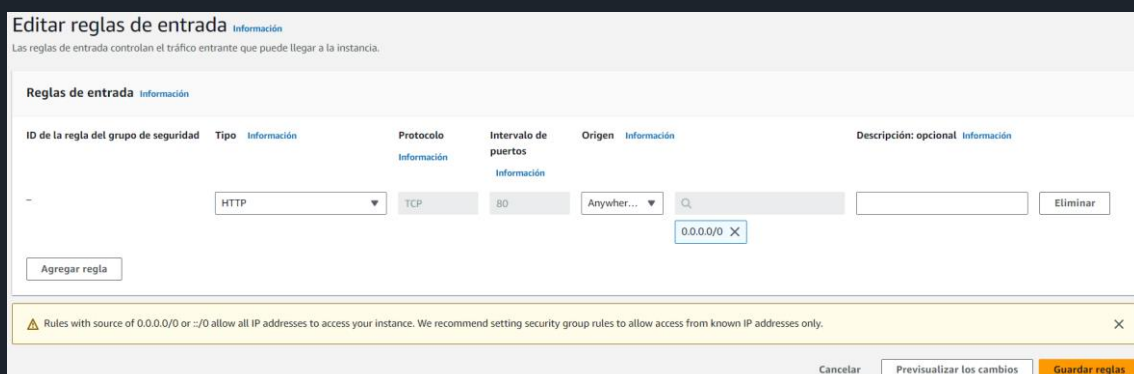 Editar reglas de entrada Información
Las reglas de entrada controlan el tráfico entrante que puede llegar a la instancia.
Reglas de entrada Información
ID de la regla del grupo de seguridad Tipo Información Protocolo Información Intervalo de puertos Información Origen Información Descripción: opcional Información
– HTTP TCP 80 Anywher... Eliminar
0.0.0.0/0
Agregar regla
Rules with source of 0.0.0.0/0 or ::/0 allow all IP addresses to access your instance. We recommend setting security group rules to allow access from known IP addresses only.
Cancelar Previsualizar los cambios Guardar reglas